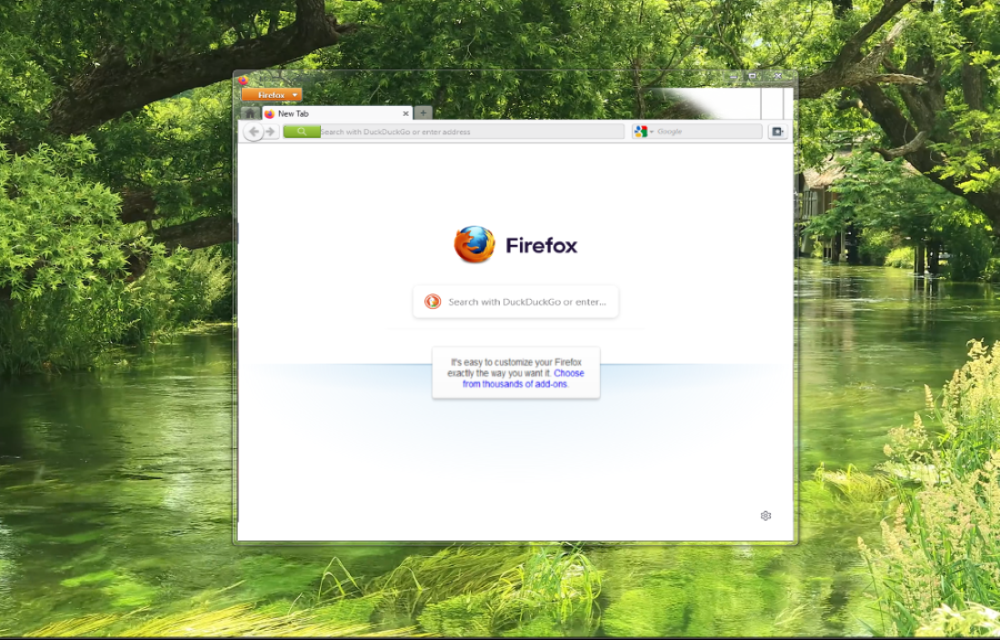 Firefox
New Tab
Search with DuckDuckGo or enter address
Google
Firefox
Search with DuckDuckGo or enter...
It's easy to customize your Firefox
exactly the way you want it. Choose
from thousands of add-ons.